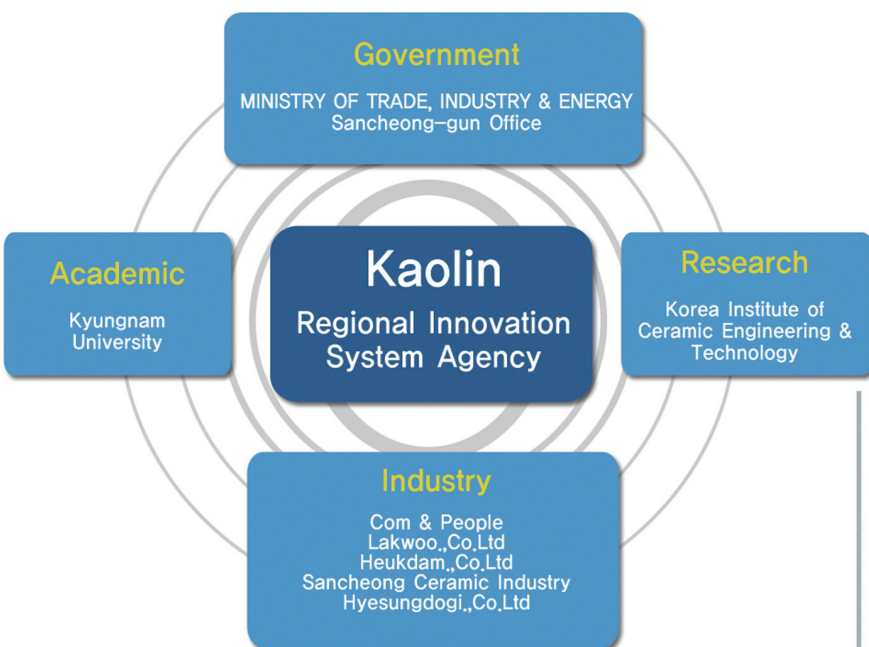 Government
MINISTRY OF TRADE, INDUSTRY & ENERGY
Sancheong-gun Office
Academic
Kyungnam
University
Kaolin
Regional Innovation
System Agency
Research
Korea Institute of
Ceramic Engineering &
Technology
Industry
Com & People
Lakwoo.,Co.Ltd
Heukdam.,Co.Ltd
Sancheong Ceramic Industry
Hyesungdogi.,Co.Ltd